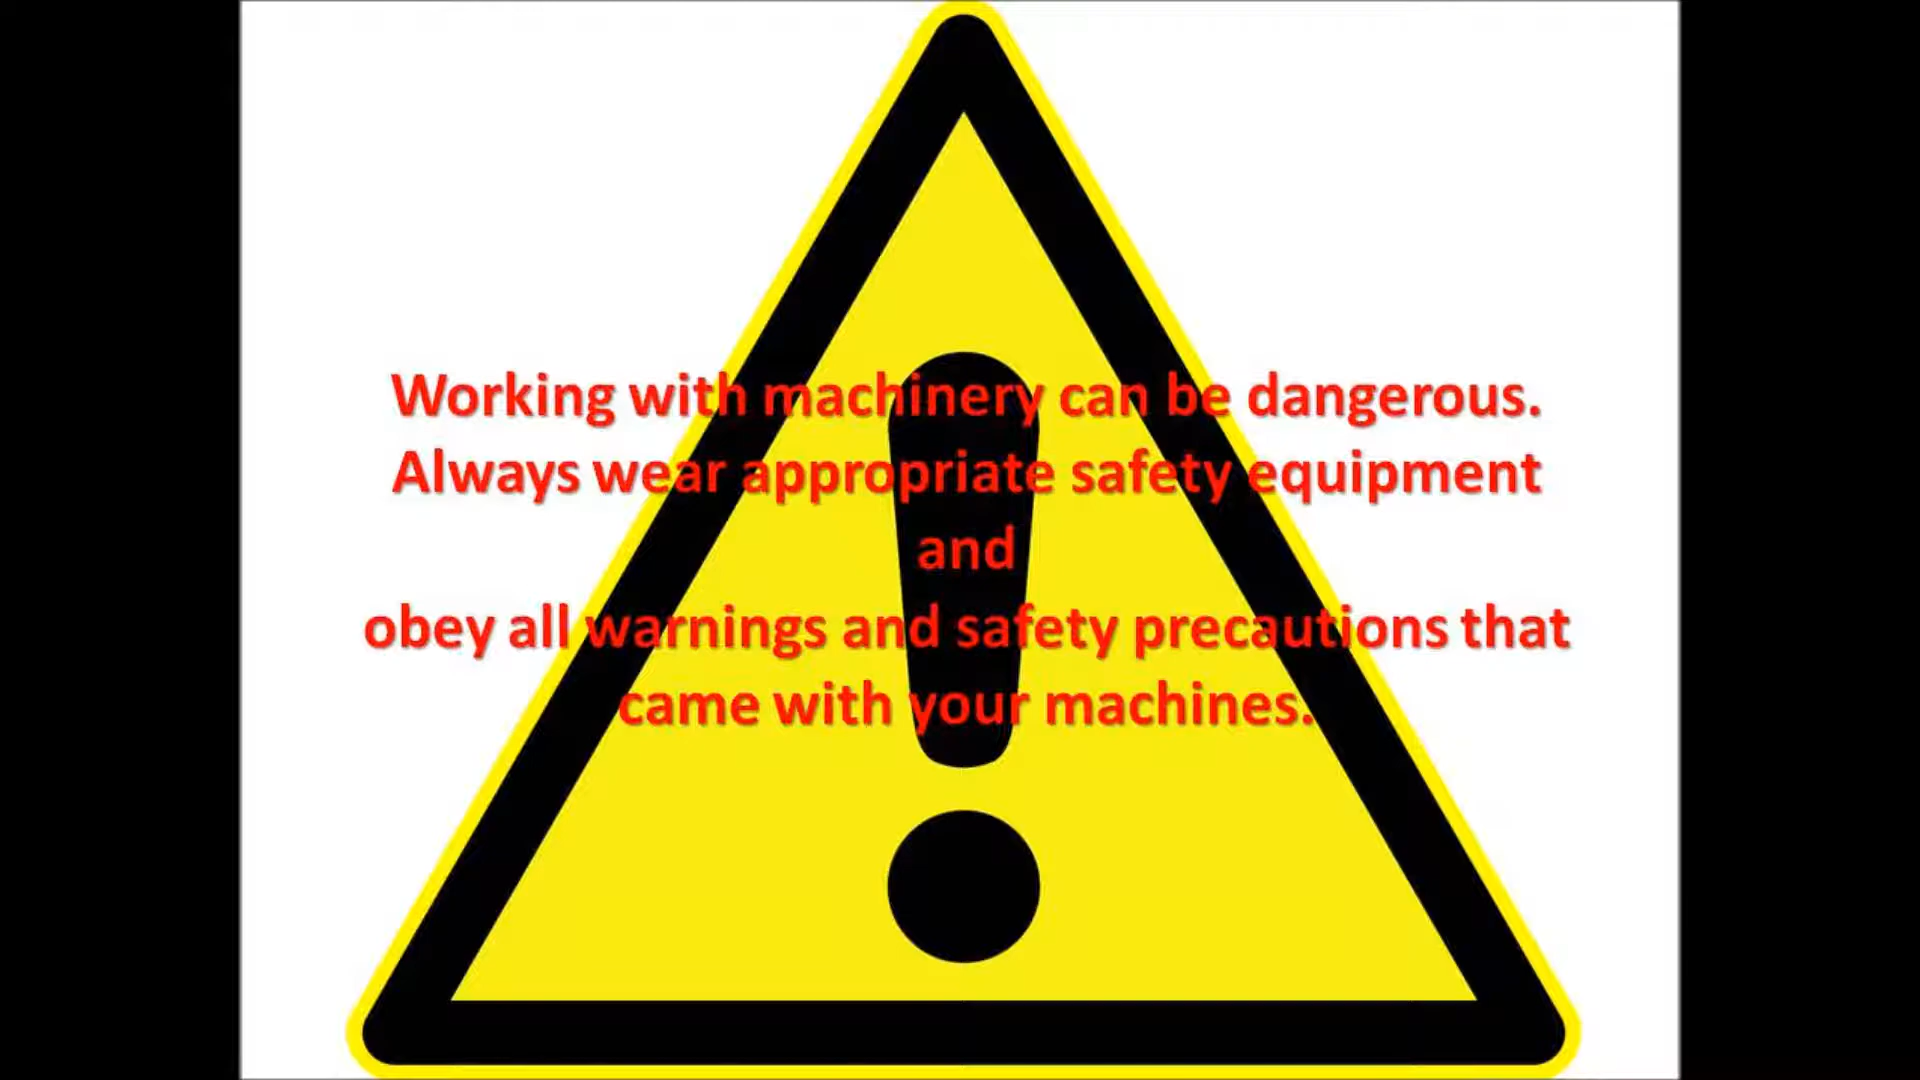 Working with machinery can be dangerous.
Always wear appropriate safety equipment
and
obey all warnings and safety precautions that
came with your machines.